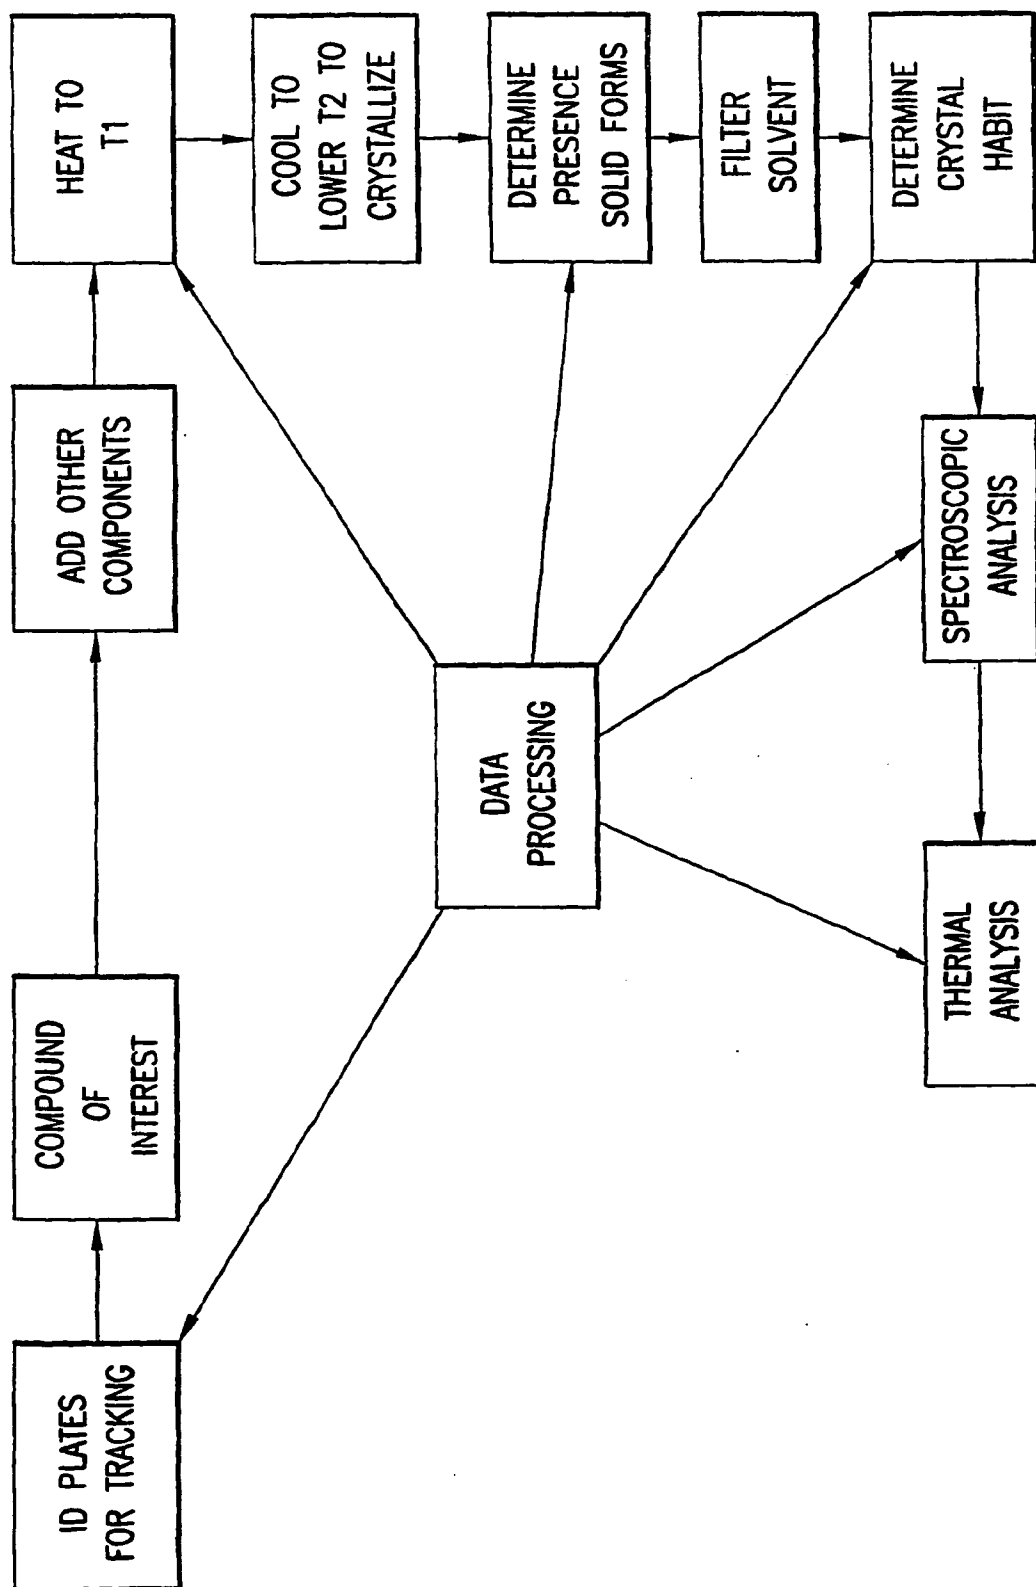 ID PLATES
FOR TRACKING
COMPOUND
OF
INTEREST
ADD OTHER
COMPONENTS
HEAT TO
T1
COOL TO
LOWER T2 TO
CRYSTALLIZE
DETERMINE
PRESENCE
SOLID FORMS
FILTER
SOLVENT
DETERMINE
CRYSTAL
HABIT
SPECTROSCOPIC
ANALYSIS
THERMAL
ANALYSIS
DATA
PROCESSING